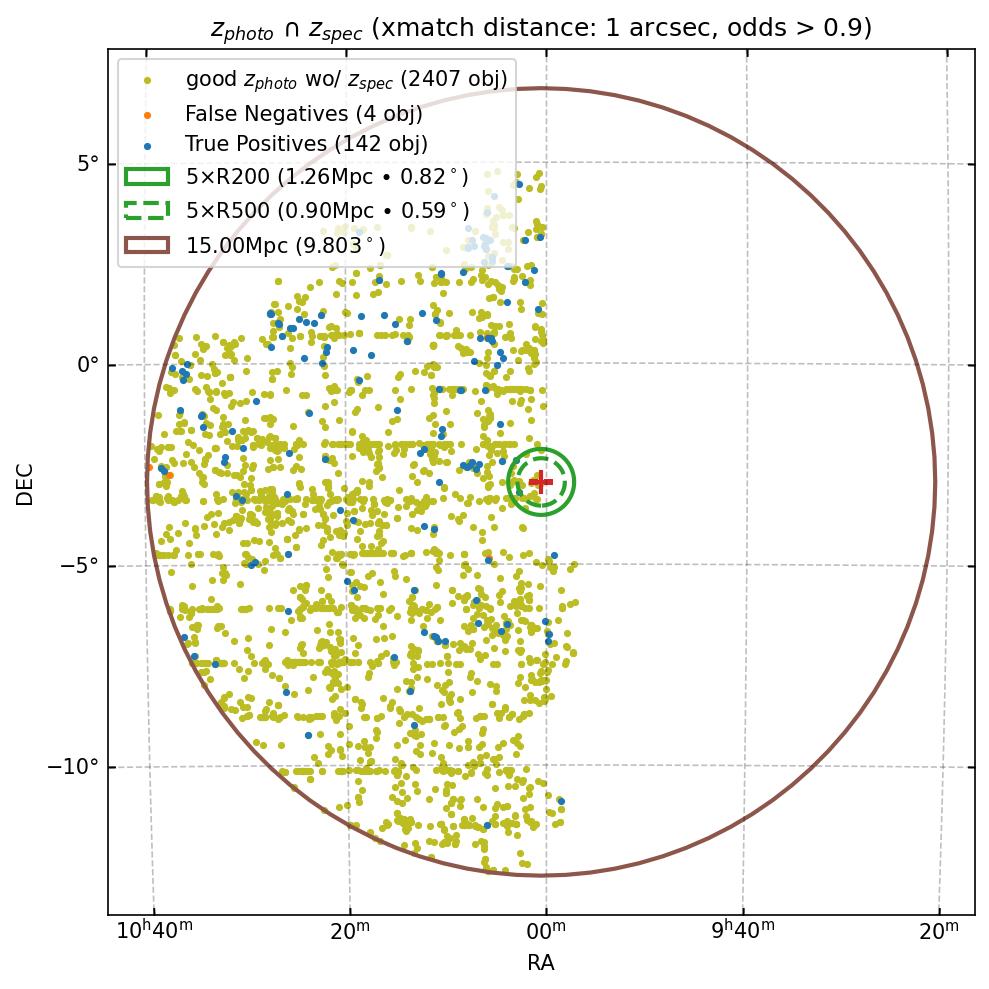 z_photo ∩ z_spec (xmatch distance: 1 arcsec, odds > 0.9)
good z_photo wo/ z_spec (2407 obj)
False Negatives (4 obj)
True Positives (142 obj)
5×R200 (1.26Mpc • 0.82°)
5×R500 (0.90Mpc • 0.59°)
15.00Mpc (9.803°)
5°
0°
−5°
−10°
DEC
10h40m 20m 00m 9h40m 20m
RA